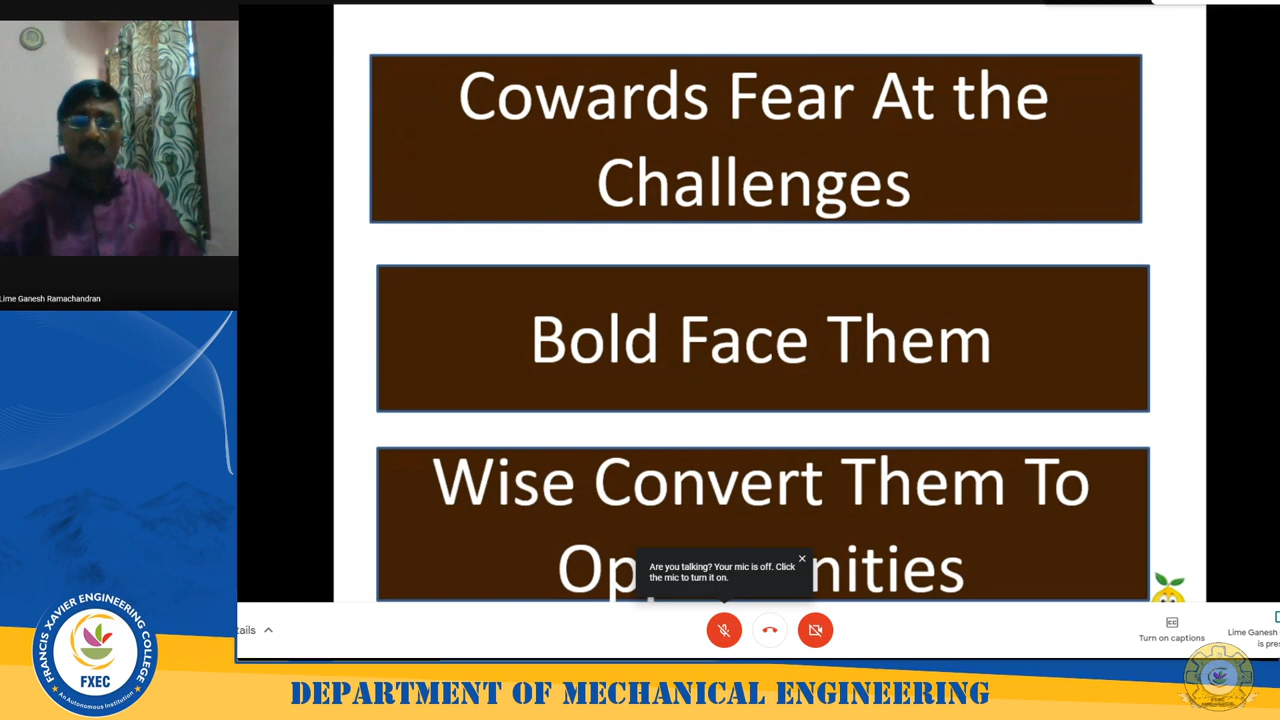 Cowards Fear At the
Challenges
Bold Face Them
Wise Convert Them To
Are you talking? Your mic is off. Click
the mic to turn it on.
Lime Ganesh Ramachandran
Turn on captions
Lime Ganesh
FRANCIS XAVIER ENGINEERING COLLEGE
FXEC
An Autonomous Institution
DEPARTMENT OF MECHANICAL ENGINEERING